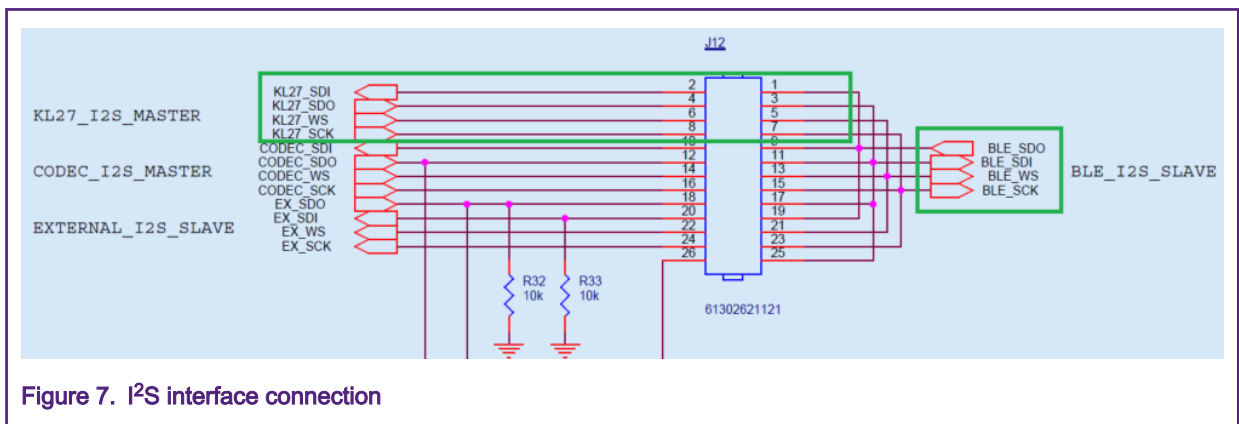 J12
KL27_I2S_MASTER
KL27_SDI
KL27_SDO
KL27_WS
KL27_SCK
CODEC_I2S_MASTER
CODEC_SDI
CODEC_SDO
CODEC_WS
CODEC_SCK
EXTERNAL_I2S_SLAVE
EX_SDO
EX_SDI
EX_WS
EX_SCK
2 1
4 3
6 5
8 7
10 9
12 11
14 13
16 15
18 17
20 19
22 21
24 23
26 25
BLE_SDO
BLE_SDI
BLE_WS
BLE_SCK
BLE_I2S_SLAVE
R32
10k
R33
10k
61302621121
Figure 7. I2S interface connection